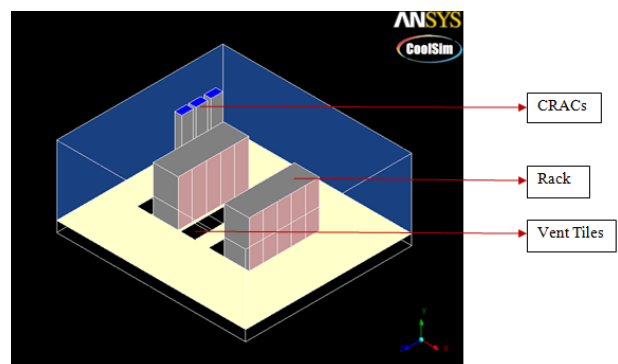 ANSYS
CoolSim
CRACs
Rack
Vent Tiles
Y
Z
X